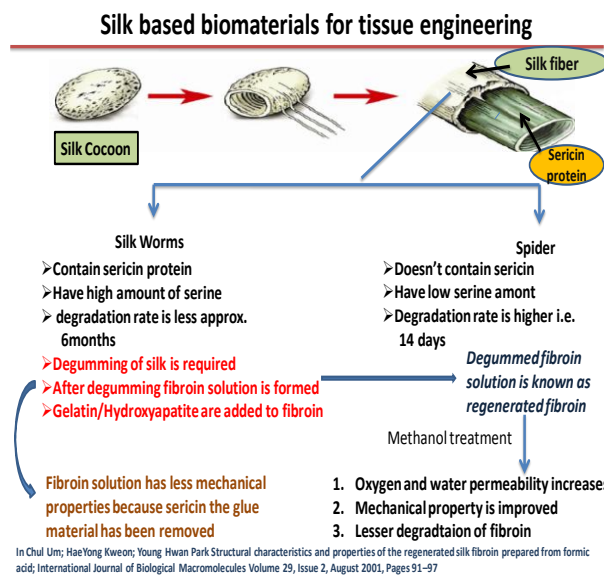 Silk based biomaterials for tissue engineering
Silk fiber
Silk Cocoon
Sericin
protein
Silk Worms
➢Contain sericin protein
➢Have high amount of serine
➢ degradation rate is less approx.
6months
➢Degumming of silk is required
➢After degumming fibroin solution is formed
➢Gelatin/Hydroxyapatite are added to fibroin
Spider
➢Doesn't contain sericin
➢Have low serine amont
➢Degradation rate is higher i.e.
14 days
Degummed fibroin
solution is known as
regenerated fibroin
Methanol treatment
Fibroin solution has less mechanical
properties because sericin the glue
material has been removed
1. Oxygen and water permeability increases
2. Mechanical property is improved
3. Lesser degradtaion of fibroin
In Chul Um; HaeYong Kweon; Young Hwan Park Structural characteristics and properties of the regenerated silk fibroin prepared from formic
acid; International Journal of Biological Macromolecules Volume 29, Issue 2, August 2001, Pages 91–97